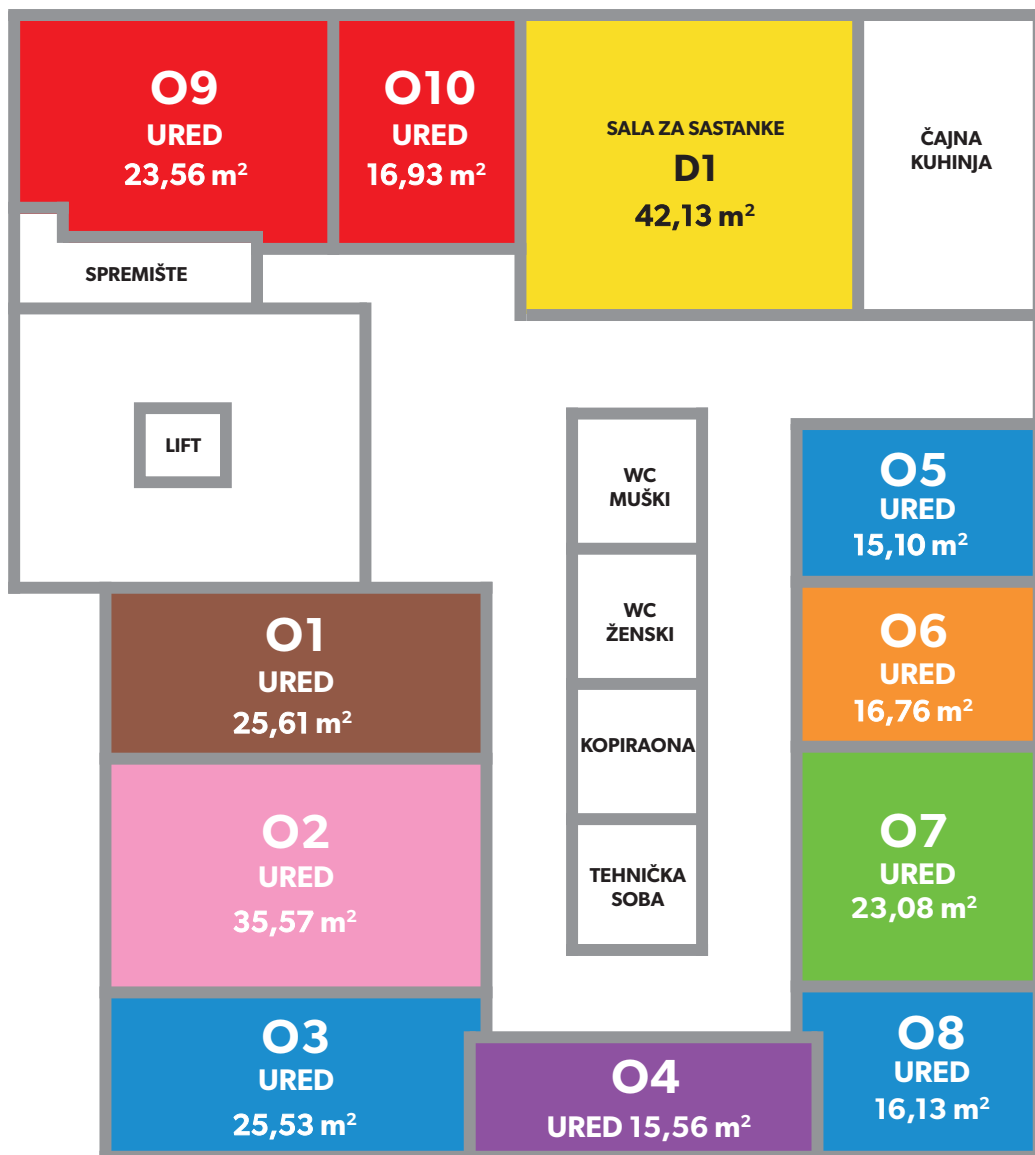 O9
URED
23,56 m²
O10
URED
16,93 m²
SALA ZA SASTANKE
D1
42,13 m²
ČAJNA
KUHINJA
SPREMIŠTE
LIFT
WC
MUŠKI
O5
URED
15,10 m²
O1
URED
25,61 m²
WC
ŽENSKI
O6
URED
16,76 m²
KOPIRAONA
O2
URED
35,57 m²
TEHNIČKA
SOBA
O7
URED
23,08 m²
O3
URED
25,53 m²
O4
URED 15,56 m²
O8
URED
16,13 m²